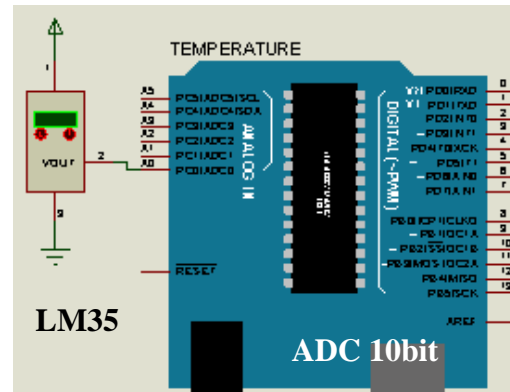 TEMPERATURE
1
A5
A4
A3
A2
A1
A0
PC5/ADC5/SCL
PC4/ADC4/SDA
PC3/ADC3
PC2/ADC2
PC1/ADC1
PC0/ADC0
ANALOG IN
VOUT
2
3
RESET
DIGITAL (~PWM)
PD0/RXD
PD1/TXD
PD2/INT0
PD3/INT1
PD4/T0/XCK
PD5/T1
PD6/AIN0
PD7/AIN1
0
1
2
3
4
5
6
7
PB0/ICP1/CLKO
PB1/OC1A
PB2/SS/OC1B
PB3/MOSI/OC2A
PB4/MISO
PB5/SCK
8
9
10
11
12
13
AREF
LM35
ADC 10bit